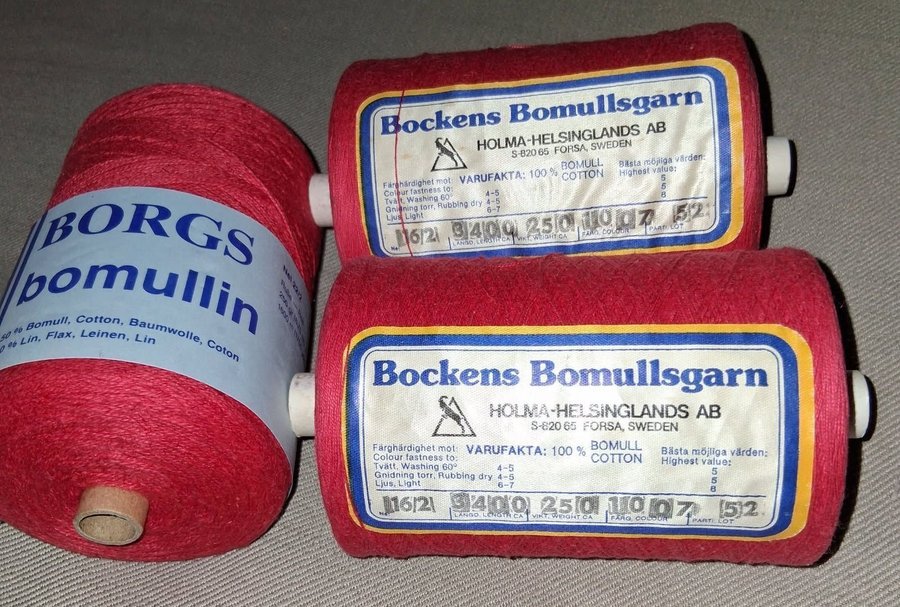 BORGS
bomullin
% Bomull, Cotton, Baumwolle, Coton
% Lin, Flax, Leinen, Lin
Bockens Bomullsgarn
HOLMA-HELSINGLANDS AB
S-820 65 FORSA, SWEDEN
Färghärdighet mot:
Colour fastness to:
Tvätt, Washing 60° 4-5
Gnidning torr, Rubbing dry 4-5
Ljus, Light 6-7
VARUFAKTA: 100 % BOMULL
COTTON
Bästa möjliga värden:
Highest value:
5
5
8
16/2 3400 250 1007 52
LÄNGD, LENGTH CA VIKT, WEIGHT CA FÄRG, COLOUR PARTI: LOT
Bockens Bomullsgarn
HOLMA-HELSINGLANDS AB
S-820 65 FORSA, SWEDEN
Färghärdighet mot:
Colour fastness to:
Tvätt, Washing 60° 4-5
Gnidning torr, Rubbing dry 4-5
Ljus, Light 6-7
VARUFAKTA: 100 % BOMULL
COTTON
Bästa möjliga värden:
Highest value:
5
5
8
16/2 3400 250 1007 52
LÄNGD, LENGTH CA VIKT, WEIGHT CA FÄRG, COLOUR PARTI: LOT